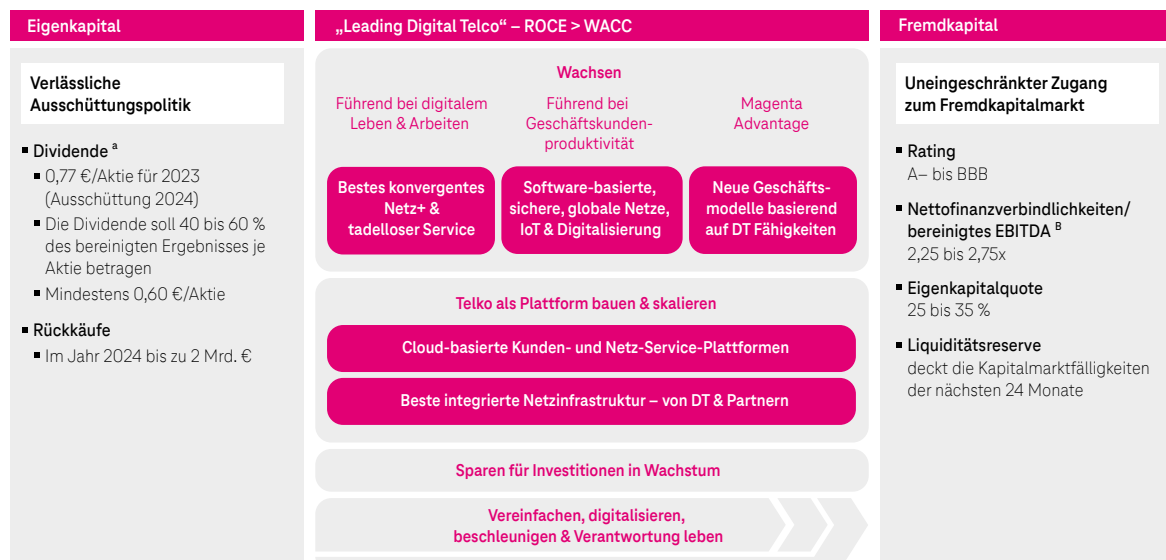 Eigenkapital
Verlässliche
Ausschüttungspolitik
▪ Dividende a
▪ 0,77 €/Aktie für 2023
(Ausschüttung 2024)
▪ Die Dividende soll 40 bis 60 %
des bereinigten Ergebnisses je
Aktie betragen
▪ Mindestens 0,60 €/Aktie
▪ Rückkäufe
▪ Im Jahr 2024 bis zu 2 Mrd. €
„Leading Digital Telco“ – ROCE > WACC
Wachsen
Führend bei digitalem
Leben & Arbeiten
Führend bei
Geschäftskunden-
produktivität
Magenta
Advantage
Bestes konvergentes
Netz+ &
tadelloser Service
Software-basierte,
sichere, globale Netze,
IoT & Digitalisierung
Neue Geschäfts-
modelle basierend
auf DT Fähigkeiten
Telko als Plattform bauen & skalieren
Cloud-basierte Kunden- und Netz-Service-Plattformen
Beste integrierte Netzinfrastruktur – von DT & Partnern
Sparen für Investitionen in Wachstum
Vereinfachen, digitalisieren,
beschleunigen & Verantwortung leben
Fremdkapital
Uneingeschränkter Zugang
zum Fremdkapitalmarkt
▪ Rating
A– bis BBB
▪ Nettofinanzverbindlichkeiten/
bereinigtes EBITDA B
2,25 bis 2,75x
▪ Eigenkapitalquote
25 bis 35 %
▪ Liquiditätsreserve
deckt die Kapitalmarktfälligkeiten
der nächsten 24 Monate